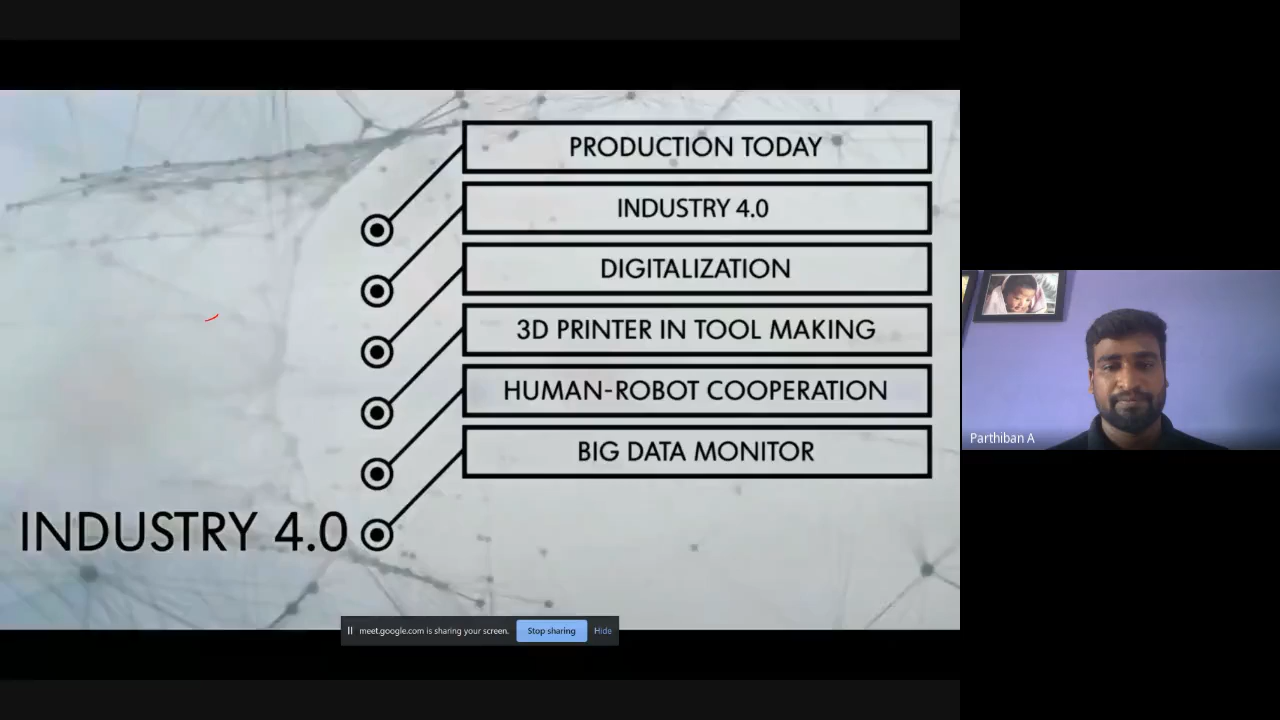 PRODUCTION TODAY
INDUSTRY 4.0
DIGITALIZATION
3D PRINTER IN TOOL MAKING
HUMAN-ROBOT COOPERATION
BIG DATA MONITOR
INDUSTRY 4.0
Parthiban A
meet.google.com is sharing your screen. Stop sharing Hide